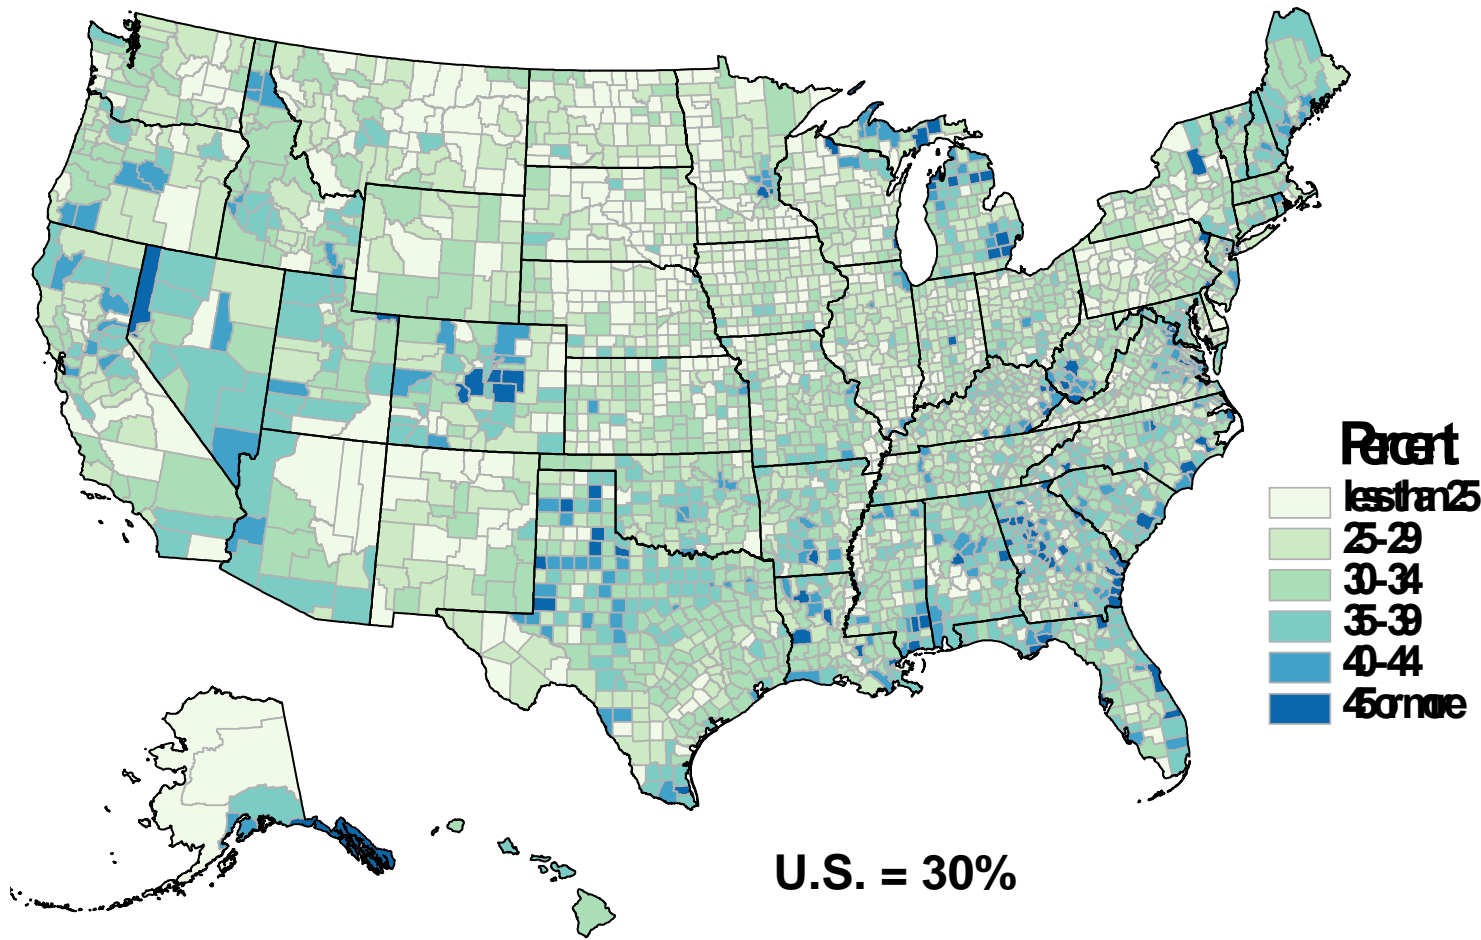 Percent
less than 25
25-29
30-34
35-39
40-44
45 or more
U.S. = 30%